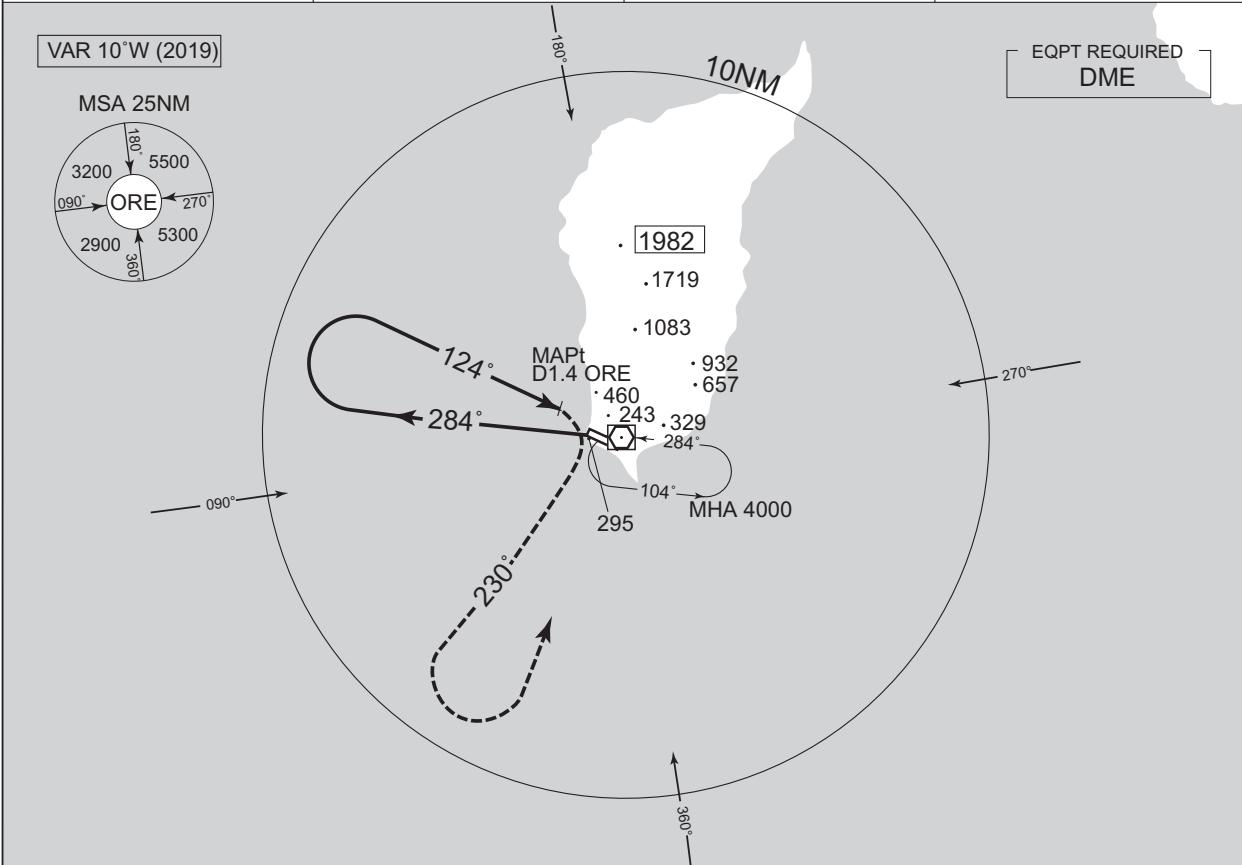 VAR 10°W (2019)
MSA 25NM
180°
3200
5500
090°
ORE
270°
2900
5300
360°
180°
10NM
EQPT REQUIRED
DME
1982
1719
1083
932
657
MAPt
D1.4 ORE
460
243
329
124°
284°
284°
104°
MHA 4000
295
270°
090°
230°
360°